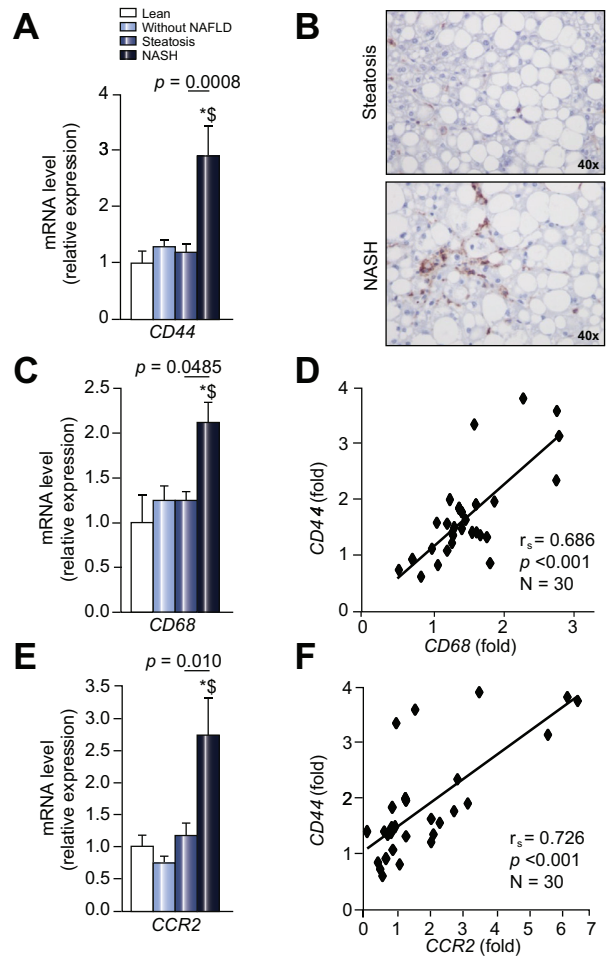 A
Lean
Without NAFLD
Steatosis
NASH
p = 0.0008
*$
4
3
2
1
0
mRNA level
(relative expression)
CD44
B
Steatosis
40x
NASH
40x
C
p = 0.0485
*$
2.5
2.0
1.5
1.0
0.5
0.0
mRNA level
(relative expression)
CD68
D
4
3
2
1
0
CD44 (fold)
rs = 0.686
p <0.001
N = 30
0 1 2 3
CD68 (fold)
E
p = 0.010
*$
3.5
3.0
2.5
2.0
1.5
1.0
0.5
0.0
mRNA level
(relative expression)
CCR2
F
4
3
2
1
0
CD44 (fold)
rs = 0.726
p <0.001
N = 30
0 1 2 3 4 5 6 7
CCR2 (fold)